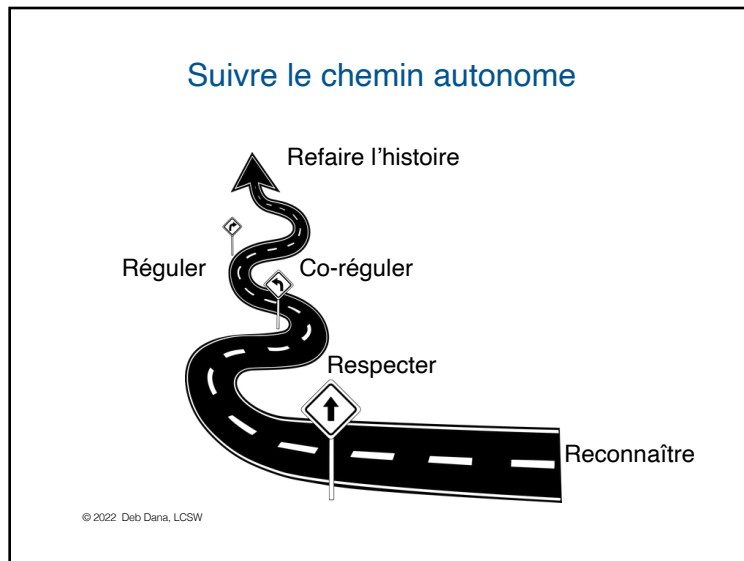 Suivre le chemin autonome
Refaire l'histoire
Réguler
Co-réguler
Respecter
Reconnaître
© 2022 Deb Dana, LCSW